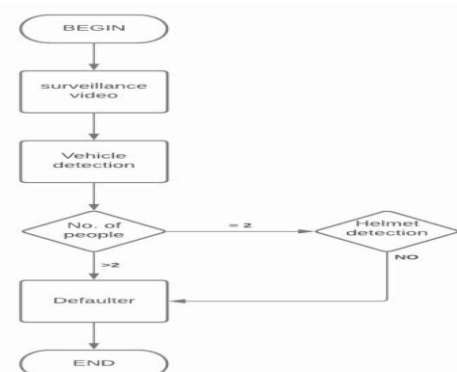 BEGIN
surveillance
video
Vehicle
detection
No. of
people
= 2
Helmet
detection
>2
NO
Defaulter
END